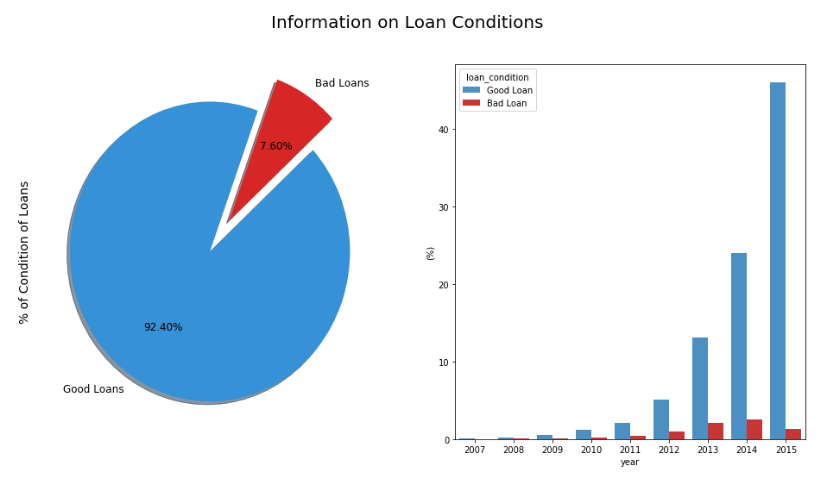 Information on Loan Conditions
% of Condition of Loans
Bad Loans
7.60%
92.40%
Good Loans
loan_condition
Good Loan
Bad Loan
(%)
40
30
20
10
0
2007 2008 2009 2010 2011 2012 2013 2014 2015
year